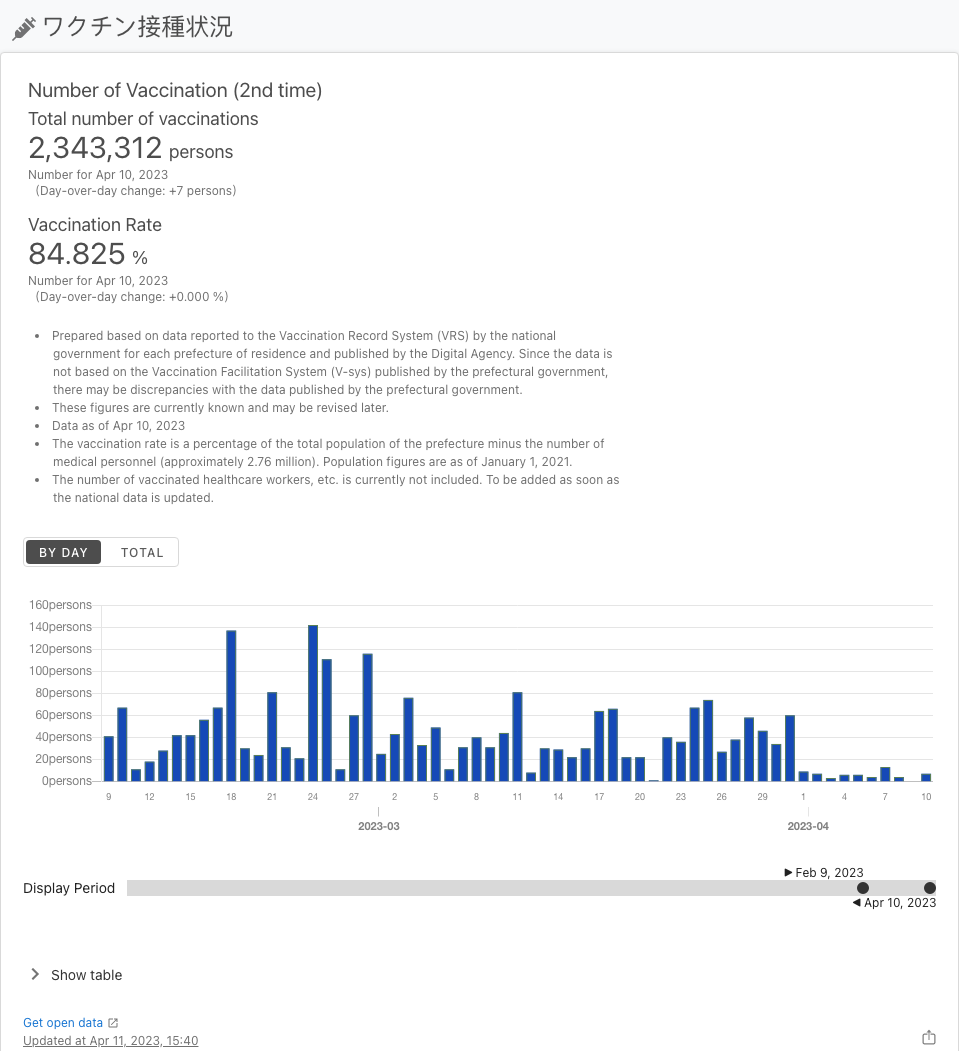 ワクチン接種状況
Number of Vaccination (2nd time)
Total number of vaccinations
2,343,312 persons
Number for Apr 10, 2023
(Day-over-day change: +7 persons)
Vaccination Rate
84.825 %
Number for Apr 10, 2023
(Day-over-day change: +0.000 %)
• Prepared based on data reported to the Vaccination Record System (VRS) by the national
government for each prefecture of residence and published by the Digital Agency. Since the data is
not based on the Vaccination Facilitation System (V-sys) published by the prefectural government,
there may be discrepancies with the data published by the prefectural government.
• These figures are currently known and may be revised later.
• Data as of Apr 10, 2023
• The vaccination rate is a percentage of the total population of the prefecture minus the number of
medical personnel (approximately 2.76 million). Population figures are as of January 1, 2021.
• The number of vaccinated healthcare workers, etc. is currently not included. To be added as soon as
the national data is updated.
BY DAY TOTAL
160persons
140persons
120persons
100persons
80persons
60persons
40persons
20persons
0persons
9 12 15 18 21 24 27 2 5 8 11 14 17 20 23 26 29 1 4 7 10
2023-03 2023-04
▶ Feb 9, 2023
Display Period
◀ Apr 10, 2023
Show table
Get open data
Updated at Apr 11, 2023, 15:40